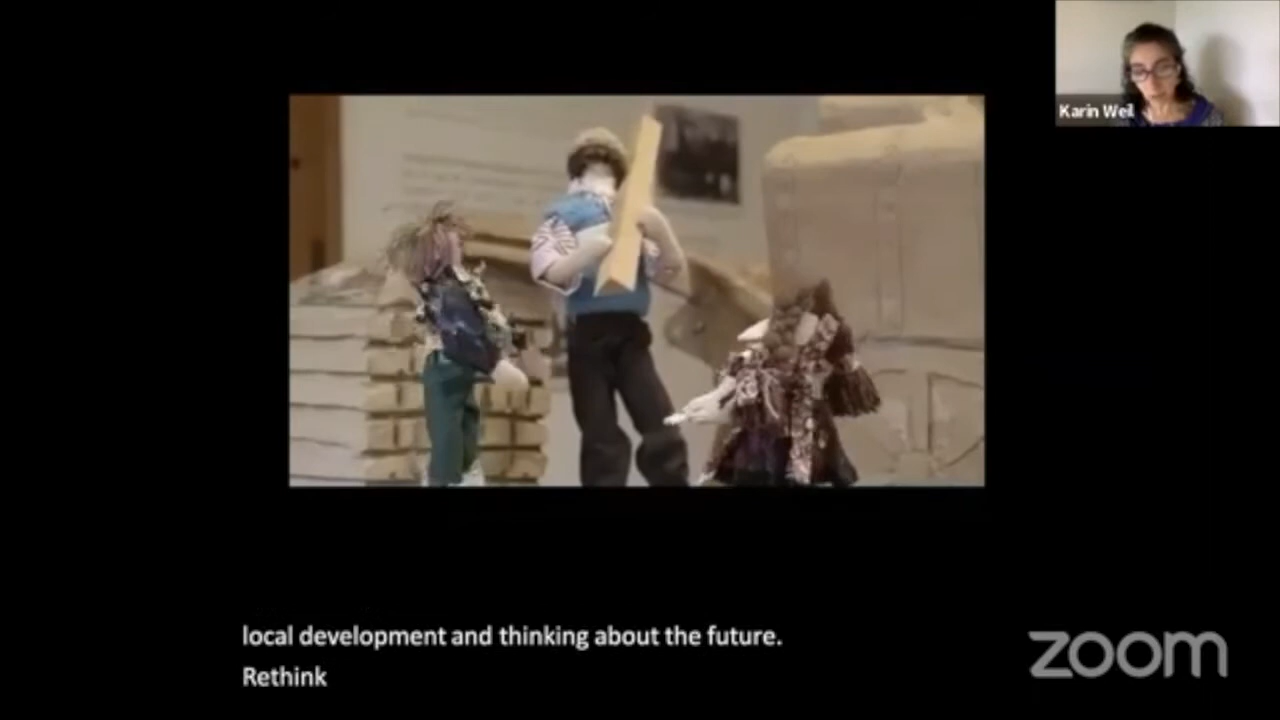 Karin Weil
local development and thinking about the future.
Rethink
zoom